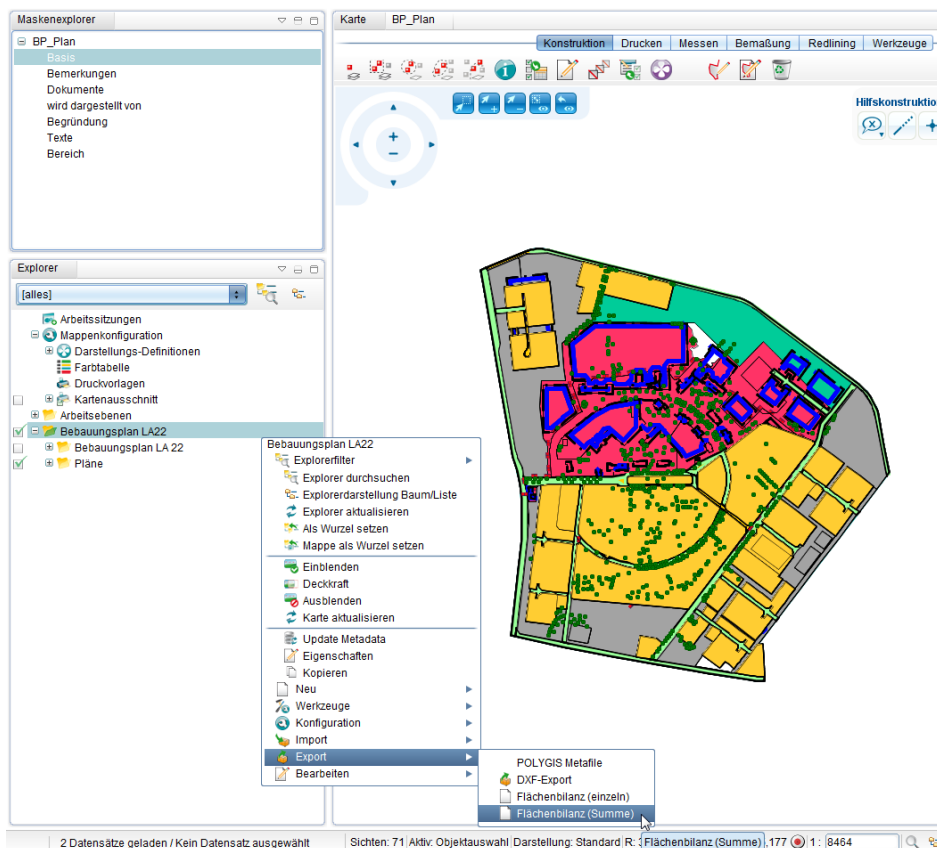 Maskenexplorer
BP_Plan
Basis
Bemerkungen
Dokumente
wird dargestellt von
Begründung
Texte
Bereich
Karte BP_Plan
Konstruktion Drucken Messen Bemaßung Redlining Werkzeuge
Hilfskonstruktio
Explorer
[alles]
Arbeitssitzungen
Mappenkonfiguration
Darstellungs-Definitionen
Farbtabelle
Druckvorlagen
Kartenausschnitt
Arbeitsebenen
Bebauungsplan LA22
Bebauungsplan LA 22
Pläne
Bebauungsplan LA22
Explorerfilter
Explorer durchsuchen
Explorerdarstellung Baum/Liste
Explorer aktualisieren
Als Wurzel setzen
Mappe als Wurzel setzen
Einblenden
Deckkraft
Ausblenden
Karte aktualisieren
Update Metadata
Eigenschaften
Kopieren
Neu
Werkzeuge
Konfiguration
Import
Export
Bearbeiten
POLYGIS Metafile
DXF-Export
Flächenbilanz (einzeln)
Flächenbilanz (Summe)
2 Datensätze geladen / Kein Datensatz ausgewählt
Sichten: 71 Aktiv: Objektauswahl Darstellung: Standard R: Flächenbilanz (Summe) ,177 1 : 8464